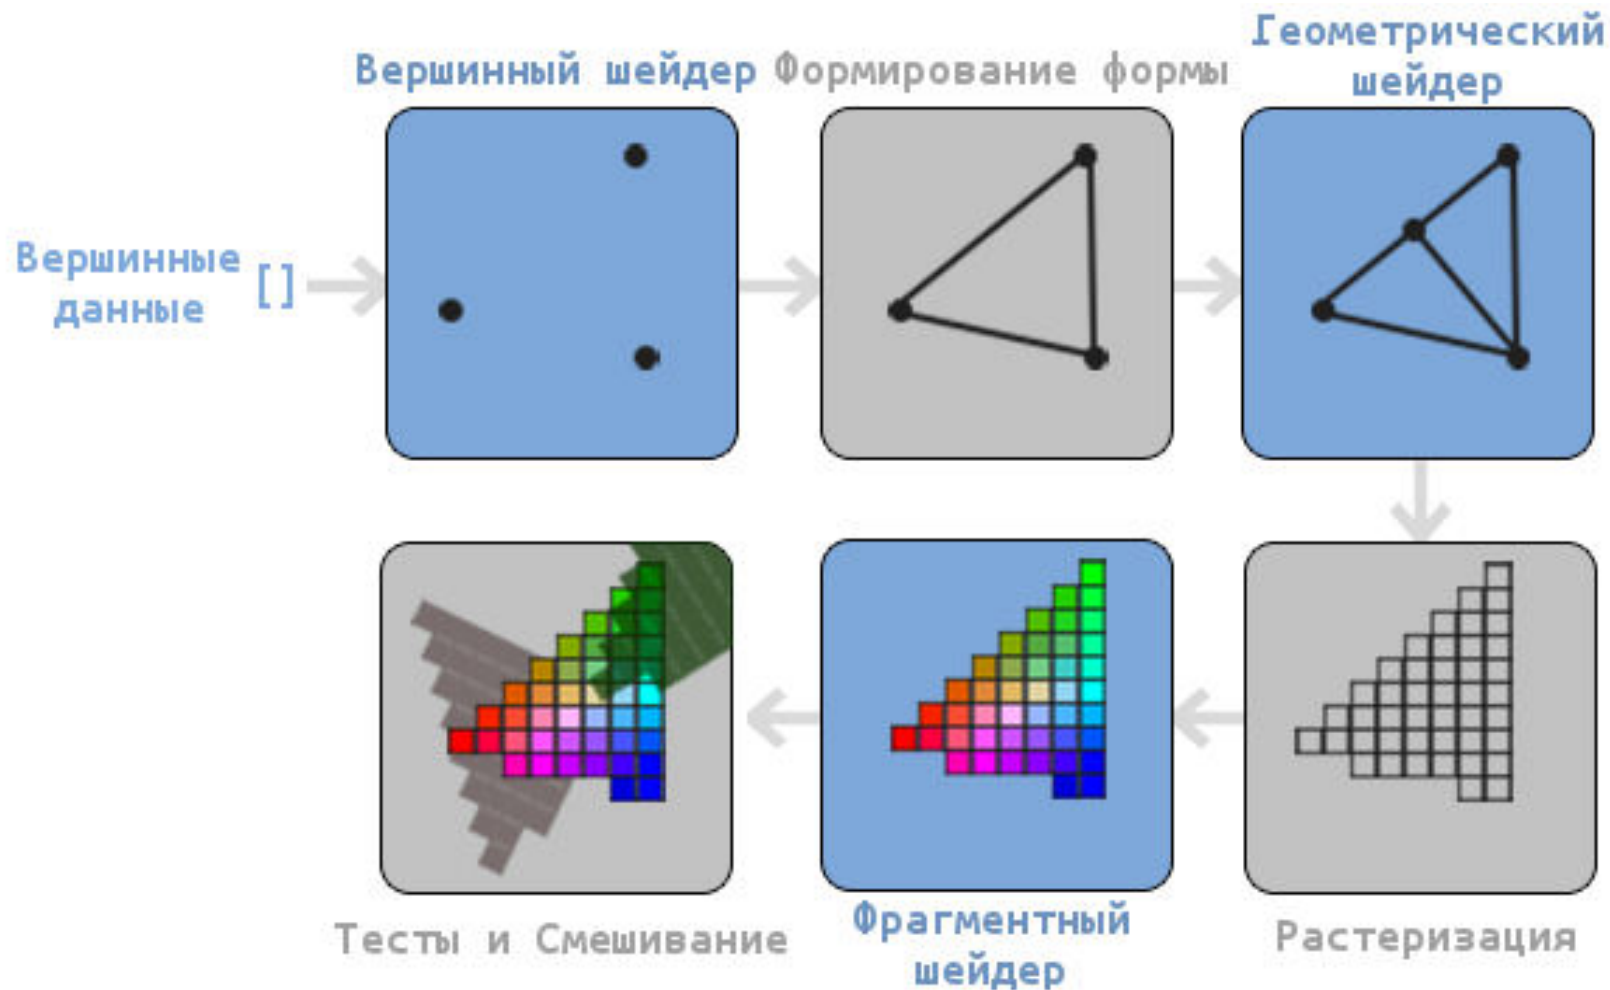 Вершинный шейдер
Формирование формы
Геометрический
шейдер
Вершинные
данные
[]
Тесты и Смешивание
Фрагментный
шейдер
Растеризация